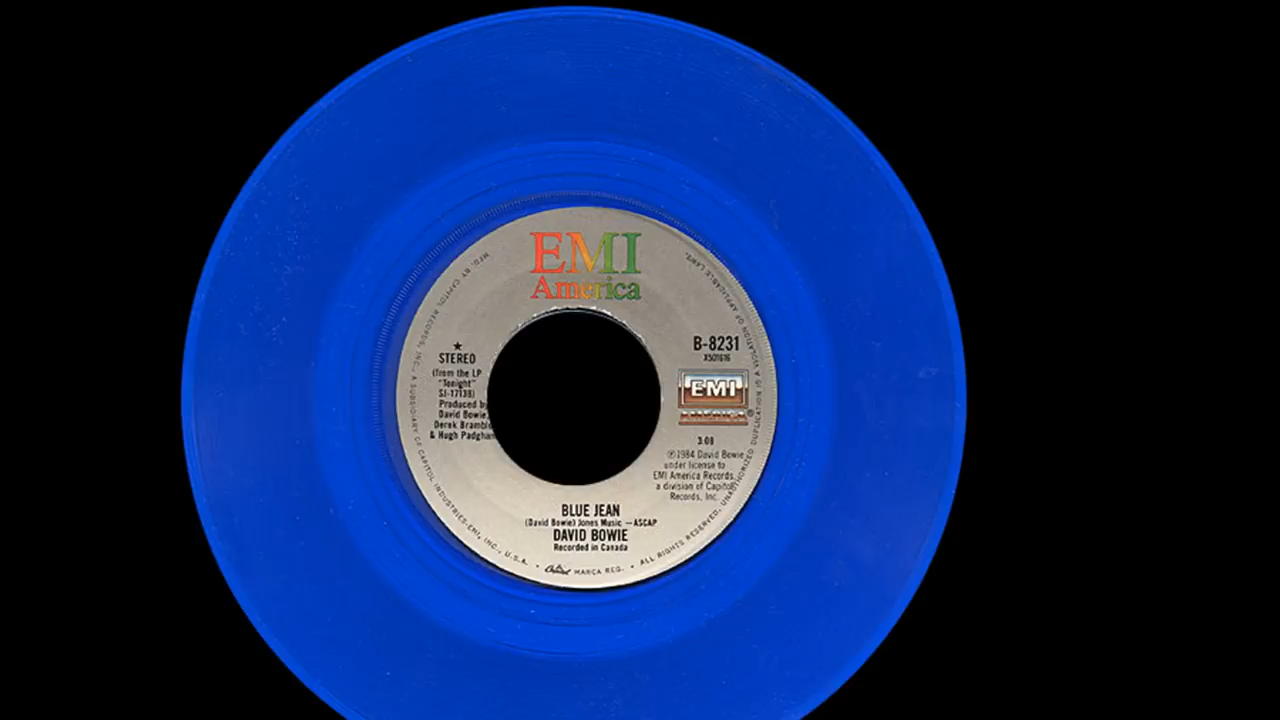 EMI
America
★
STEREO
(from the LP
"Tonight"
SJ-17138)
Produced by
David Bowie,
Derek Bramble
& Hugh Padgham
B-8231
X501616
EMI
AMERICA
℗
3:08
℗1984 David Bowie
under license to
EMI America Records,
a division of Capitol
Records, Inc.
BLUE JEAN
(David Bowie) Jones Music —ASCAP
DAVID BOWIE
Recorded in Canada
MFD. BY CAPITOL RECORDS, INC.—A SUBSIDIARY OF CAPITOL INDUSTRIES-EMI, INC., U.S.A. • Capitol MARCA REG. • ALL RIGHTS RESERVED. UNAUTHORIZED DUPLICATION IS A VIOLATION OF APPLICABLE LAWS.